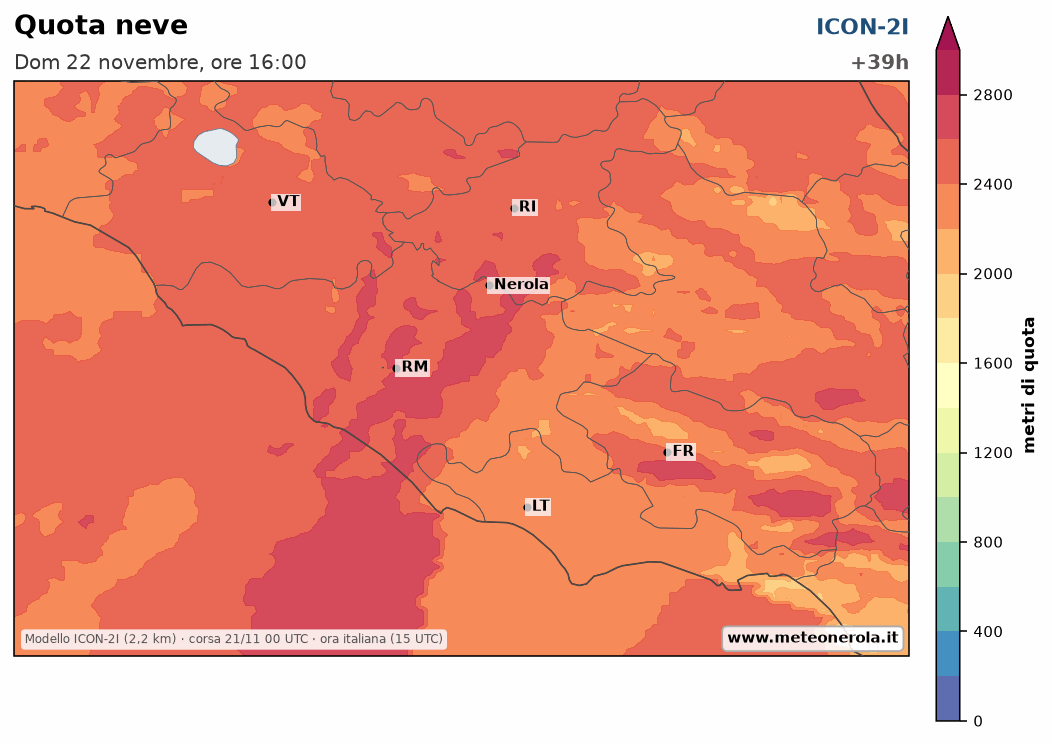 Quota neve
ICON-2I
Dom 22 novembre, ore 16:00
+39h
VT
RI
Nerola
RM
FR
LT
Modello ICON-2I (2,2 km) · corsa 21/11 00 UTC · ora italiana (15 UTC)
www.meteonerola.it
2800
2400
2000
1600
1200
800
400
0
metri di quota